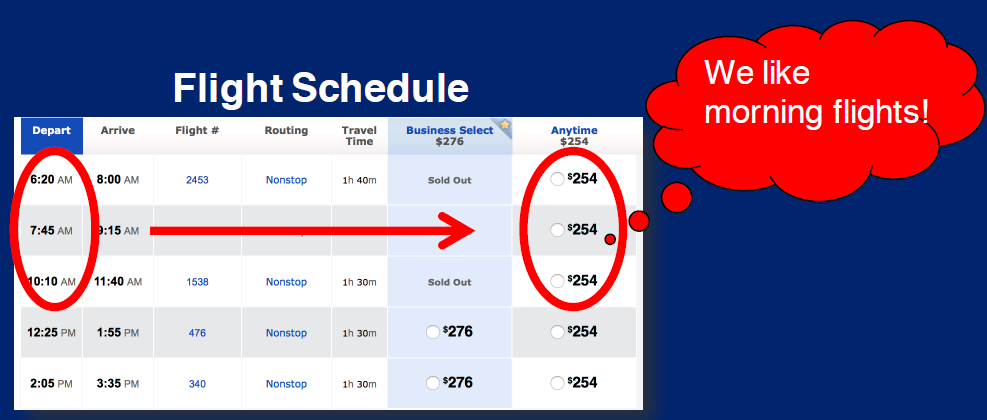 We like
morning flights!
Flight Schedule
Depart Arrive Flight # Routing Travel Time Business Select $276 Anytime $254
6:20 AM 8:00 AM 2453 Nonstop 1h 40m Sold Out $254
7:45 AM 9:15 AM $254
10:10 AM 11:40 AM 1538 Nonstop 1h 30m Sold Out $254
12:25 PM 1:55 PM 476 Nonstop 1h 30m $276 $254
2:05 PM 3:35 PM 340 Nonstop 1h 30m $276 $254